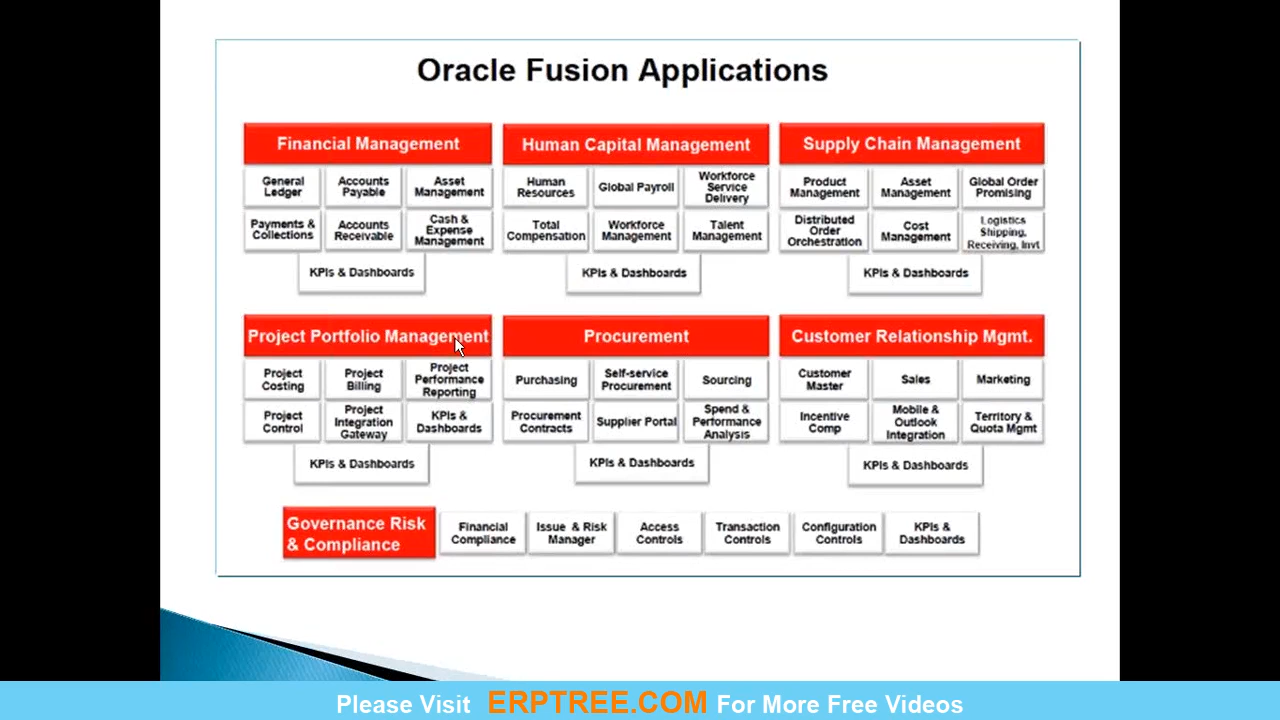 Oracle Fusion Applications
Financial Management
General
Ledger
Accounts
Payable
Asset
Management
Payments &
Collections
Accounts
Receivable
Cash &
Expense
Management
KPIs & Dashboards
Human Capital Management
Human
Resources
Global Payroll
Workforce
Service
Delivery
Total
Compensation
Workforce
Management
Talent
Management
KPIs & Dashboards
Supply Chain Management
Product
Management
Asset
Management
Global Order
Promising
Distributed
Order
Orchestration
Cost
Management
Logistics
Shipping,
Receiving, Invt
KPIs & Dashboards
Project Portfolio Management
Project
Costing
Project
Billing
Project
Performance
Reporting
Project
Control
Project
Integration
Gateway
KPIs &
Dashboards
KPIs & Dashboards
Procurement
Purchasing
Self-service
Procurement
Sourcing
Procurement
Contracts
Supplier Portal
Spend &
Performance
Analysis
KPIs & Dashboards
Customer Relationship Mgmt.
Customer
Master
Sales
Marketing
Incentive
Comp
Mobile &
Outlook
Integration
Territory &
Quota Mgmt
KPIs & Dashboards
Governance Risk
& Compliance
Financial
Compliance
Issue & Risk
Manager
Access
Controls
Transaction
Controls
Configuration
Controls
KPIs &
Dashboards
Please Visit ERPTREE.COM For More Free Videos